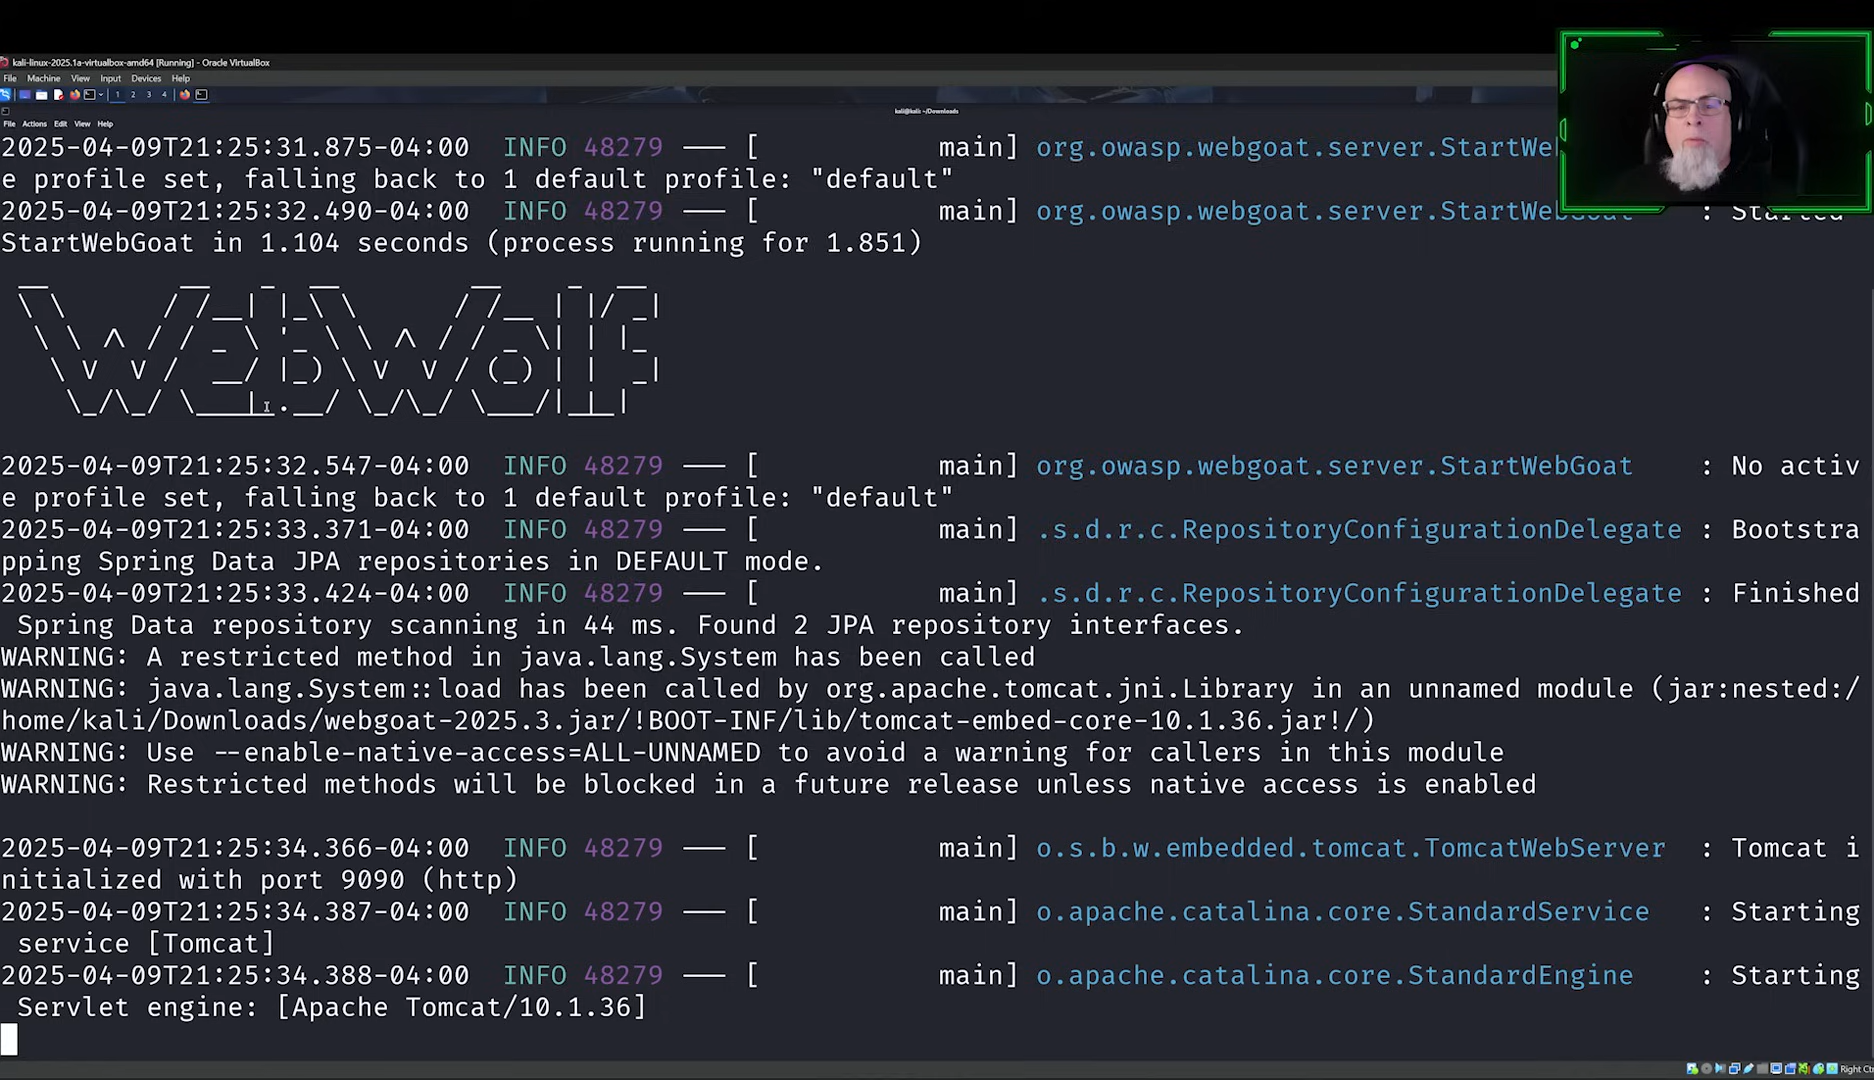 kali-linux-2025.1a-virtualbox-amd64 [Running] - Oracle VirtualBox
File Machine View Input Devices Help
1 2 3 4
kali@kali: ~/Downloads
File Actions Edit View Help
2025-04-09T21:25:31.875-04:00  INFO 48279 --- [           main] org.owasp.webgoat.server.StartWe
e profile set, falling back to 1 default profile: "default"
2025-04-09T21:25:32.490-04:00  INFO 48279 --- [           main] org.owasp.webgoat.server.StartWebGoat    : Started
StartWebGoat in 1.104 seconds (process running for 1.851)
WebWolf
2025-04-09T21:25:32.547-04:00  INFO 48279 --- [           main] org.owasp.webgoat.server.StartWebGoat    : No activ
e profile set, falling back to 1 default profile: "default"
2025-04-09T21:25:33.371-04:00  INFO 48279 --- [           main] .s.d.r.c.RepositoryConfigurationDelegate : Bootstra
pping Spring Data JPA repositories in DEFAULT mode.
2025-04-09T21:25:33.424-04:00  INFO 48279 --- [           main] .s.d.r.c.RepositoryConfigurationDelegate : Finished
Spring Data repository scanning in 44 ms. Found 2 JPA repository interfaces.
WARNING: A restricted method in java.lang.System has been called
WARNING: java.lang.System::load has been called by org.apache.tomcat.jni.Library in an unnamed module (jar:nested:/
home/kali/Downloads/webgoat-2025.3.jar/!BOOT-INF/lib/tomcat-embed-core-10.1.36.jar!/)
WARNING: Use --enable-native-access=ALL-UNNAMED to avoid a warning for callers in this module
WARNING: Restricted methods will be blocked in a future release unless native access is enabled
2025-04-09T21:25:34.366-04:00  INFO 48279 --- [           main] o.s.b.w.embedded.tomcat.TomcatWebServer  : Tomcat i
nitialized with port 9090 (http)
2025-04-09T21:25:34.387-04:00  INFO 48279 --- [           main] o.apache.catalina.core.StandardService   : Starting
service [Tomcat]
2025-04-09T21:25:34.388-04:00  INFO 48279 --- [           main] o.apache.catalina.core.StandardEngine    : Starting
Servlet engine: [Apache Tomcat/10.1.36]
Right Ct